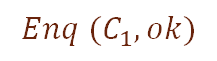 Enq (C₁, ok)